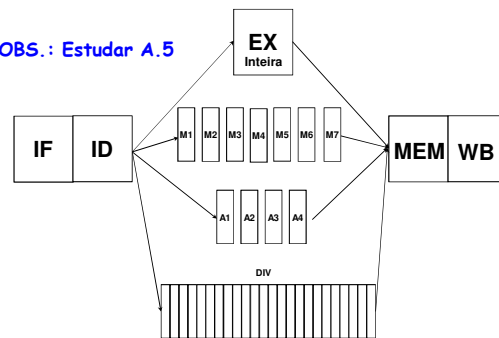 OBS.: Estudar A.5
EX
Inteira
M1 M2 M3 M4 M5 M6 M7
IF ID MEM WB
A1 A2 A3 A4
DIV